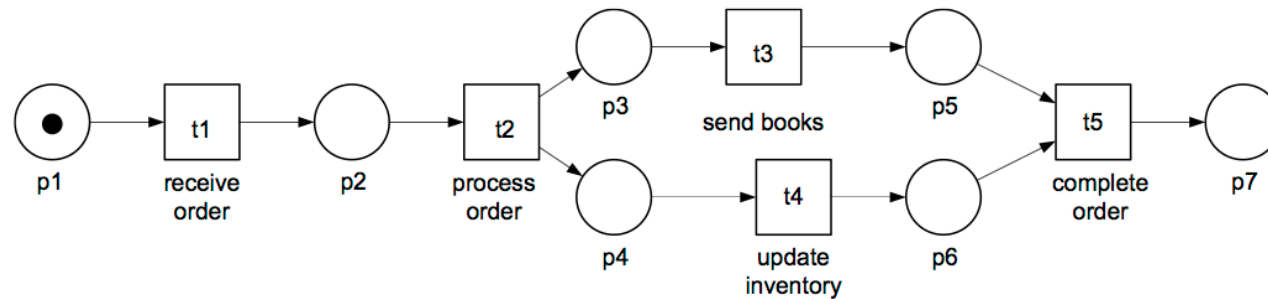 p1
t1
receive
order
p2
t2
process
order
p3
t3
send books
p5
p4
t4
update
inventory
p6
t5
complete
order
p7